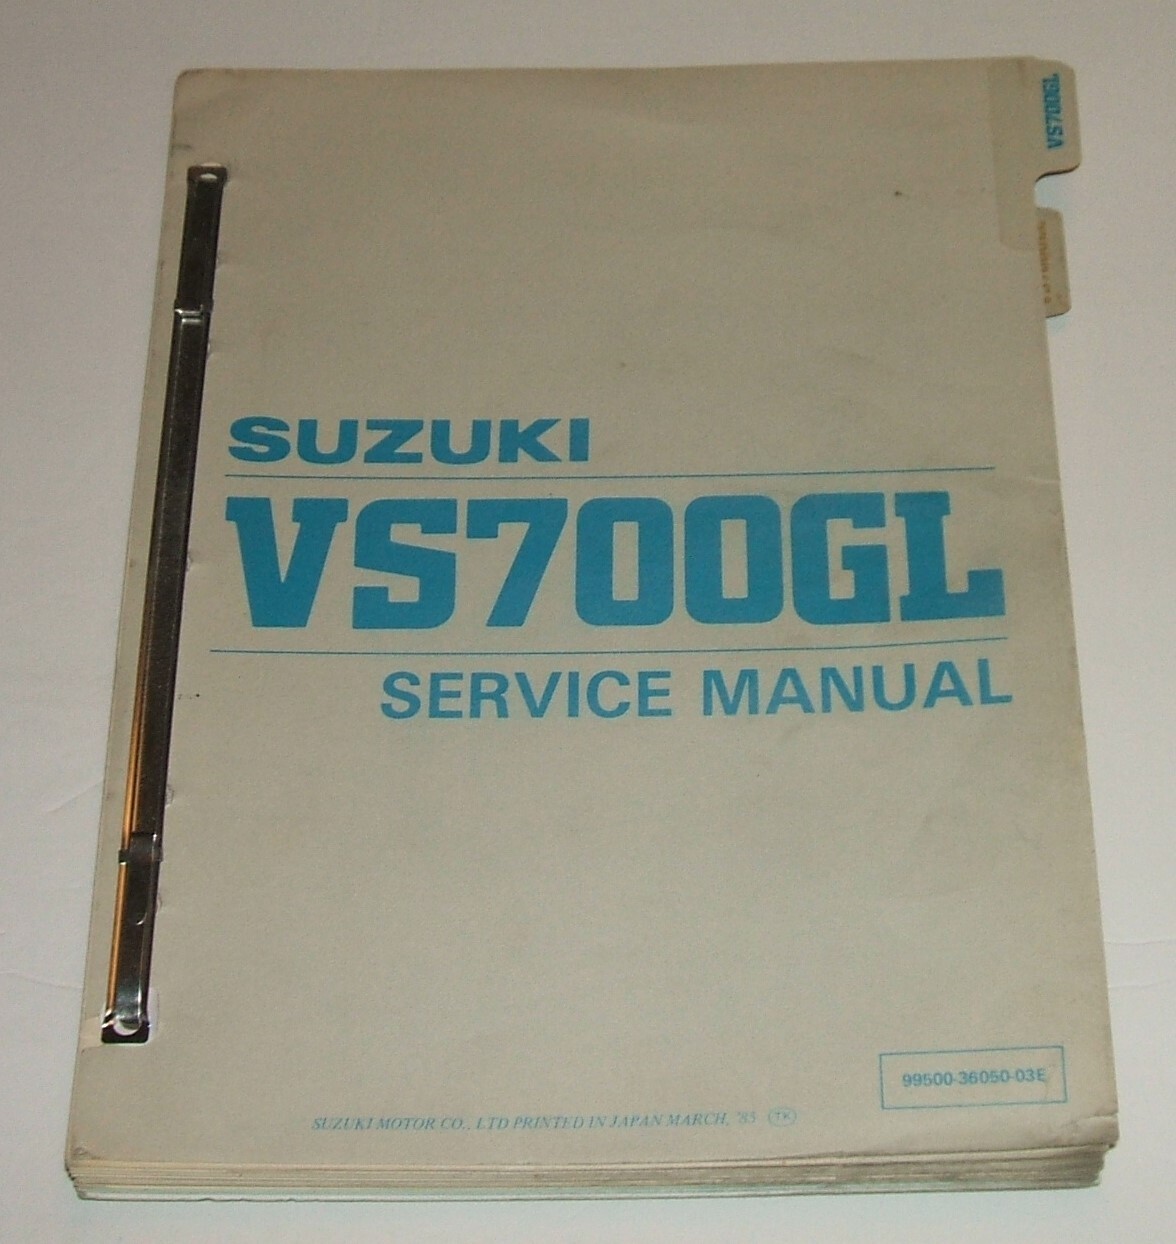 VS700GL
SUZUKI
VS700GL
SERVICE MANUAL
99500-36050-03E
SUZUKI MOTOR CO., LTD PRINTED IN JAPAN MARCH, '85 TK